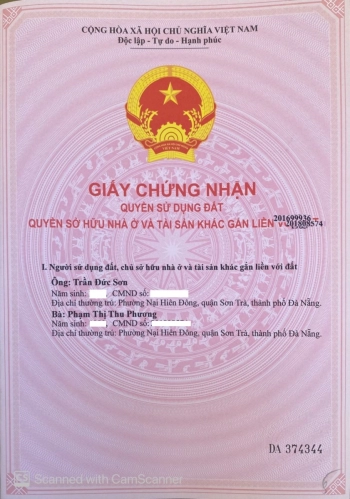 CỘNG HÒA XÃ HỘI CHỦ NGHĨA VIỆT NAM
Độc lập - Tự do - Hạnh phúc
VIỆT NAM
GIẤY CHỨNG NHẬN
QUYỀN SỬ DỤNG ĐẤT
201699936
QUYỀN SỞ HỮU NHÀ Ở VÀ TÀI SẢN KHÁC GẮN LIỀN
201808574
I. Người sử dụng đất, chủ sở hữu nhà ở và tài sản khác gắn liền với đất
Ông: Trần Đức Sơn
Năm sinh: , CMND số:
Địa chỉ thường trú: Phường Nại Hiên Đông, quận Sơn Trà, thành phố Đà Nẵng.
Bà: Phạm Thị Thu Phương
Năm sinh: , CMND số:
Địa chỉ thường trú: Phường Nại Hiên Đông, quận Sơn Trà, thành phố Đà Nẵng.
DA 374344
CS Scanned with CamScanner